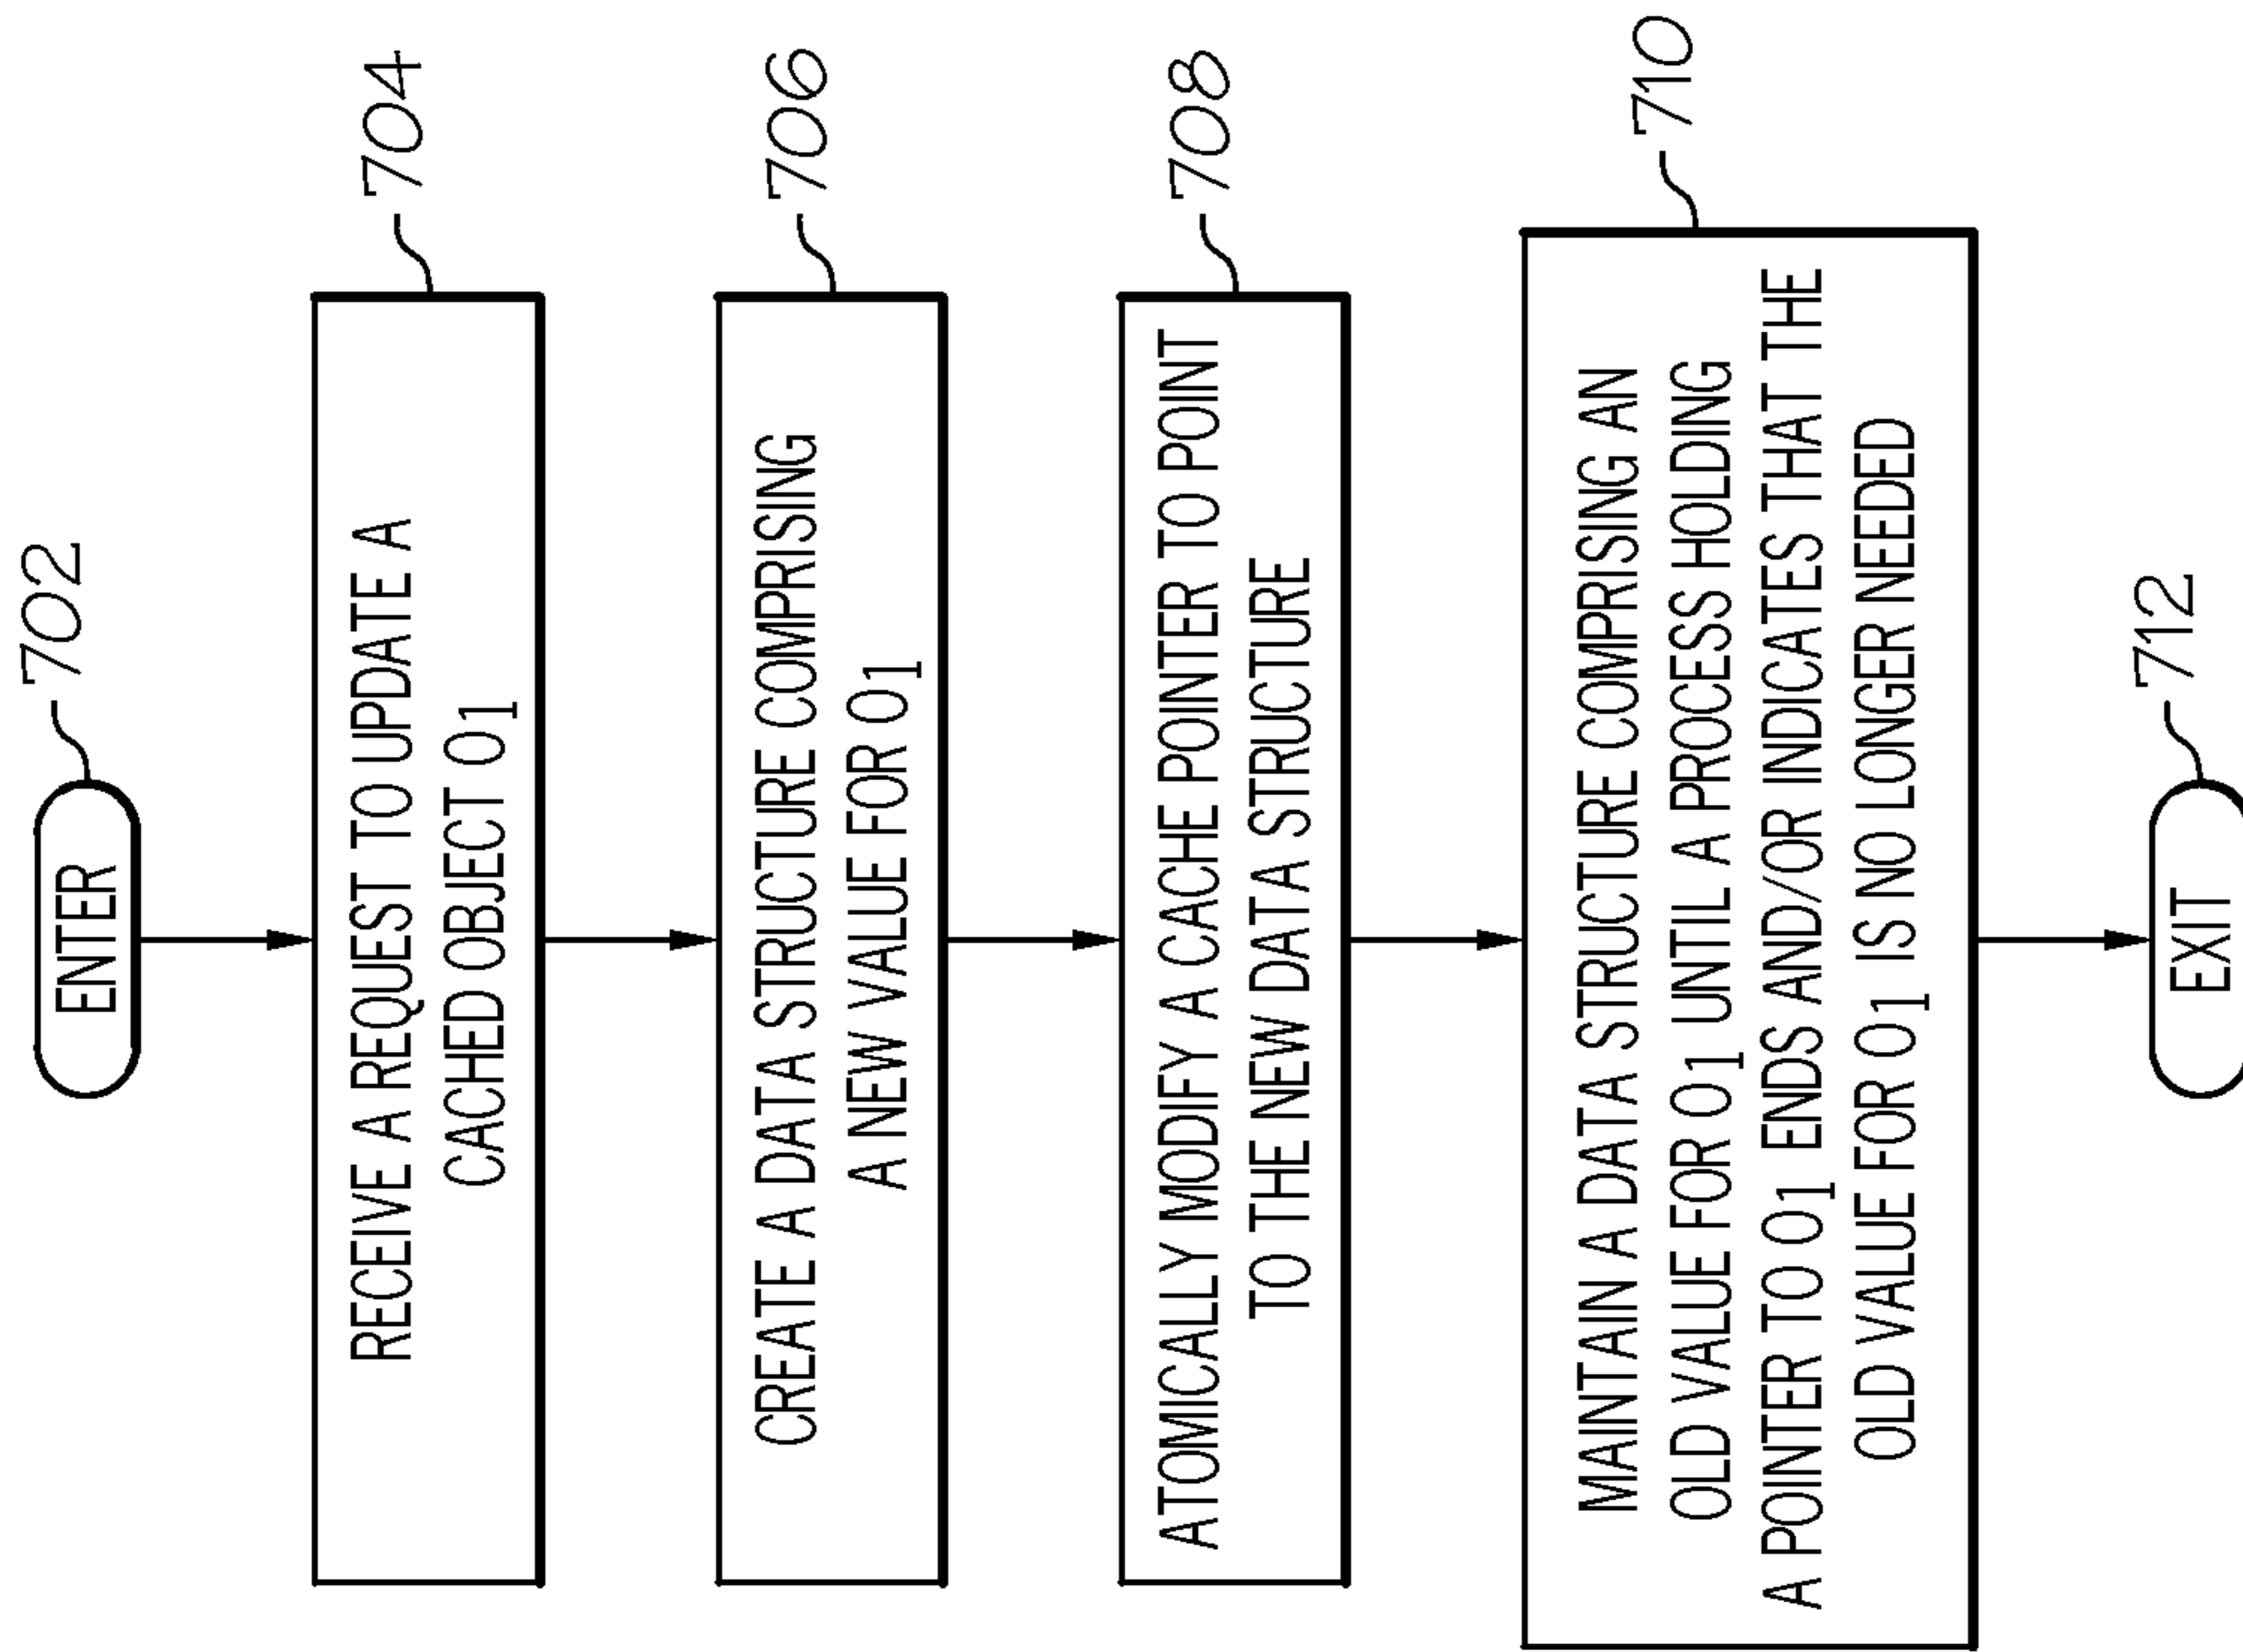 702
ENTER
704
RECEIVE A REQUEST TO UPDATE A
CACHED OBJECT O₁
706
CREATE A DATA STRUCTURE COMPRISING
A NEW VALUE FOR O₁
708
ATOMICALLY MODIFY A CACHE POINTER TO POINT
TO THE NEW DATA STRUCTURE
710
MAINTAIN A DATA STRUCTURE COMPRISING AN
OLD VALUE FOR O₁ UNTIL A PROCESS HOLDING
A POINTER TO O₁ ENDS AND/OR INDICATES THAT THE
OLD VALUE FOR O₁ IS NO LONGER NEEDED
712
EXIT